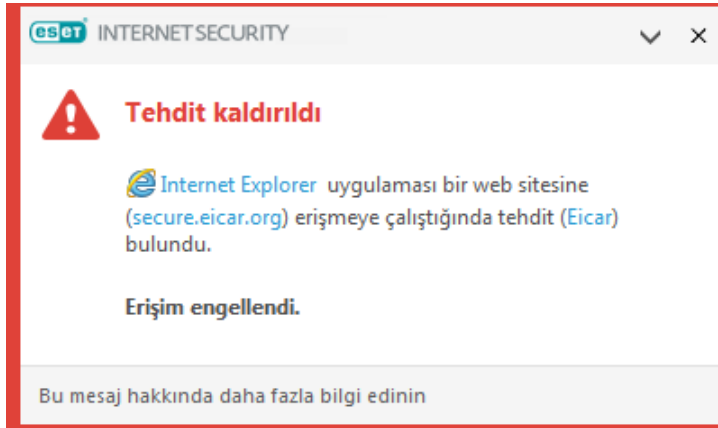 eseT INTERNET SECURITY
Tehdit kaldırıldı
Internet Explorer uygulaması bir web sitesine
(secure.eicar.org) erişmeye çalıştığında tehdit (Eicar)
bulundu.
Erişim engellendi.
Bu mesaj hakkında daha fazla bilgi edinin